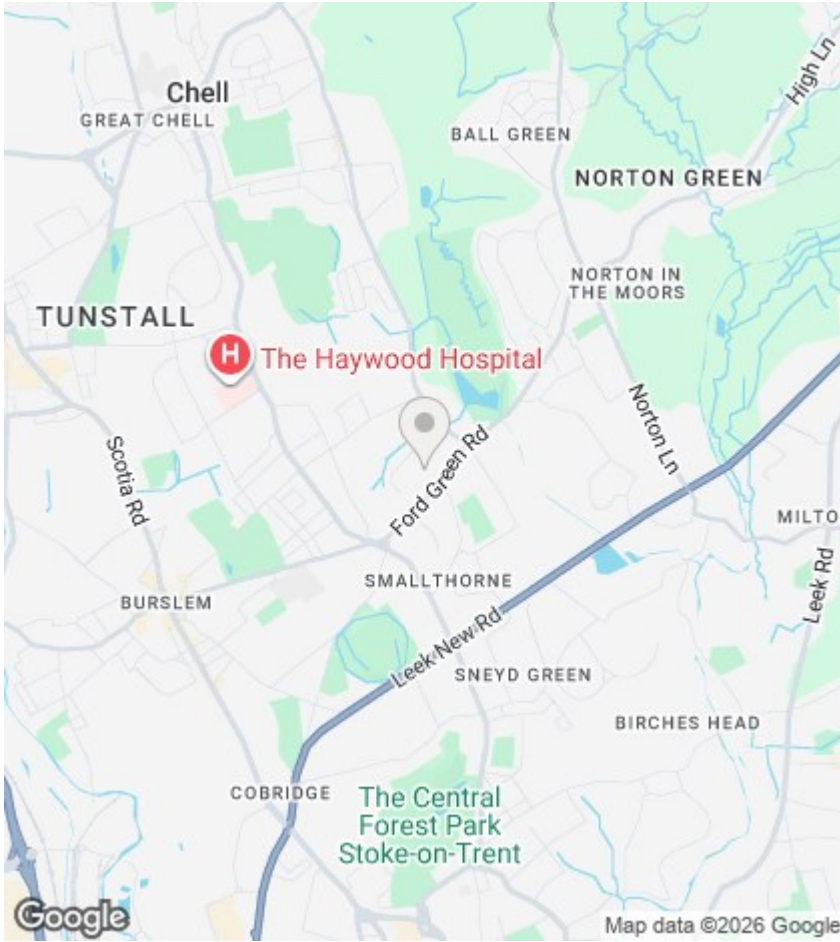 High Ln
Chell
GREAT CHELL
BALL GREEN
NORTON GREEN
NORTON IN
THE MOORS
TUNSTALL
H
The Haywood Hospital
Scotia Rd
Ford Green Rd
Norton Ln
MILTO
SMALLTHORNE
BURSLEM
Leek Rd
Leek New Rd
SNEYD GREEN
BIRCHES HEAD
COBRIDGE
The Central
Forest Park
Stoke-on-Trent
Google
Map data ©2026 Google